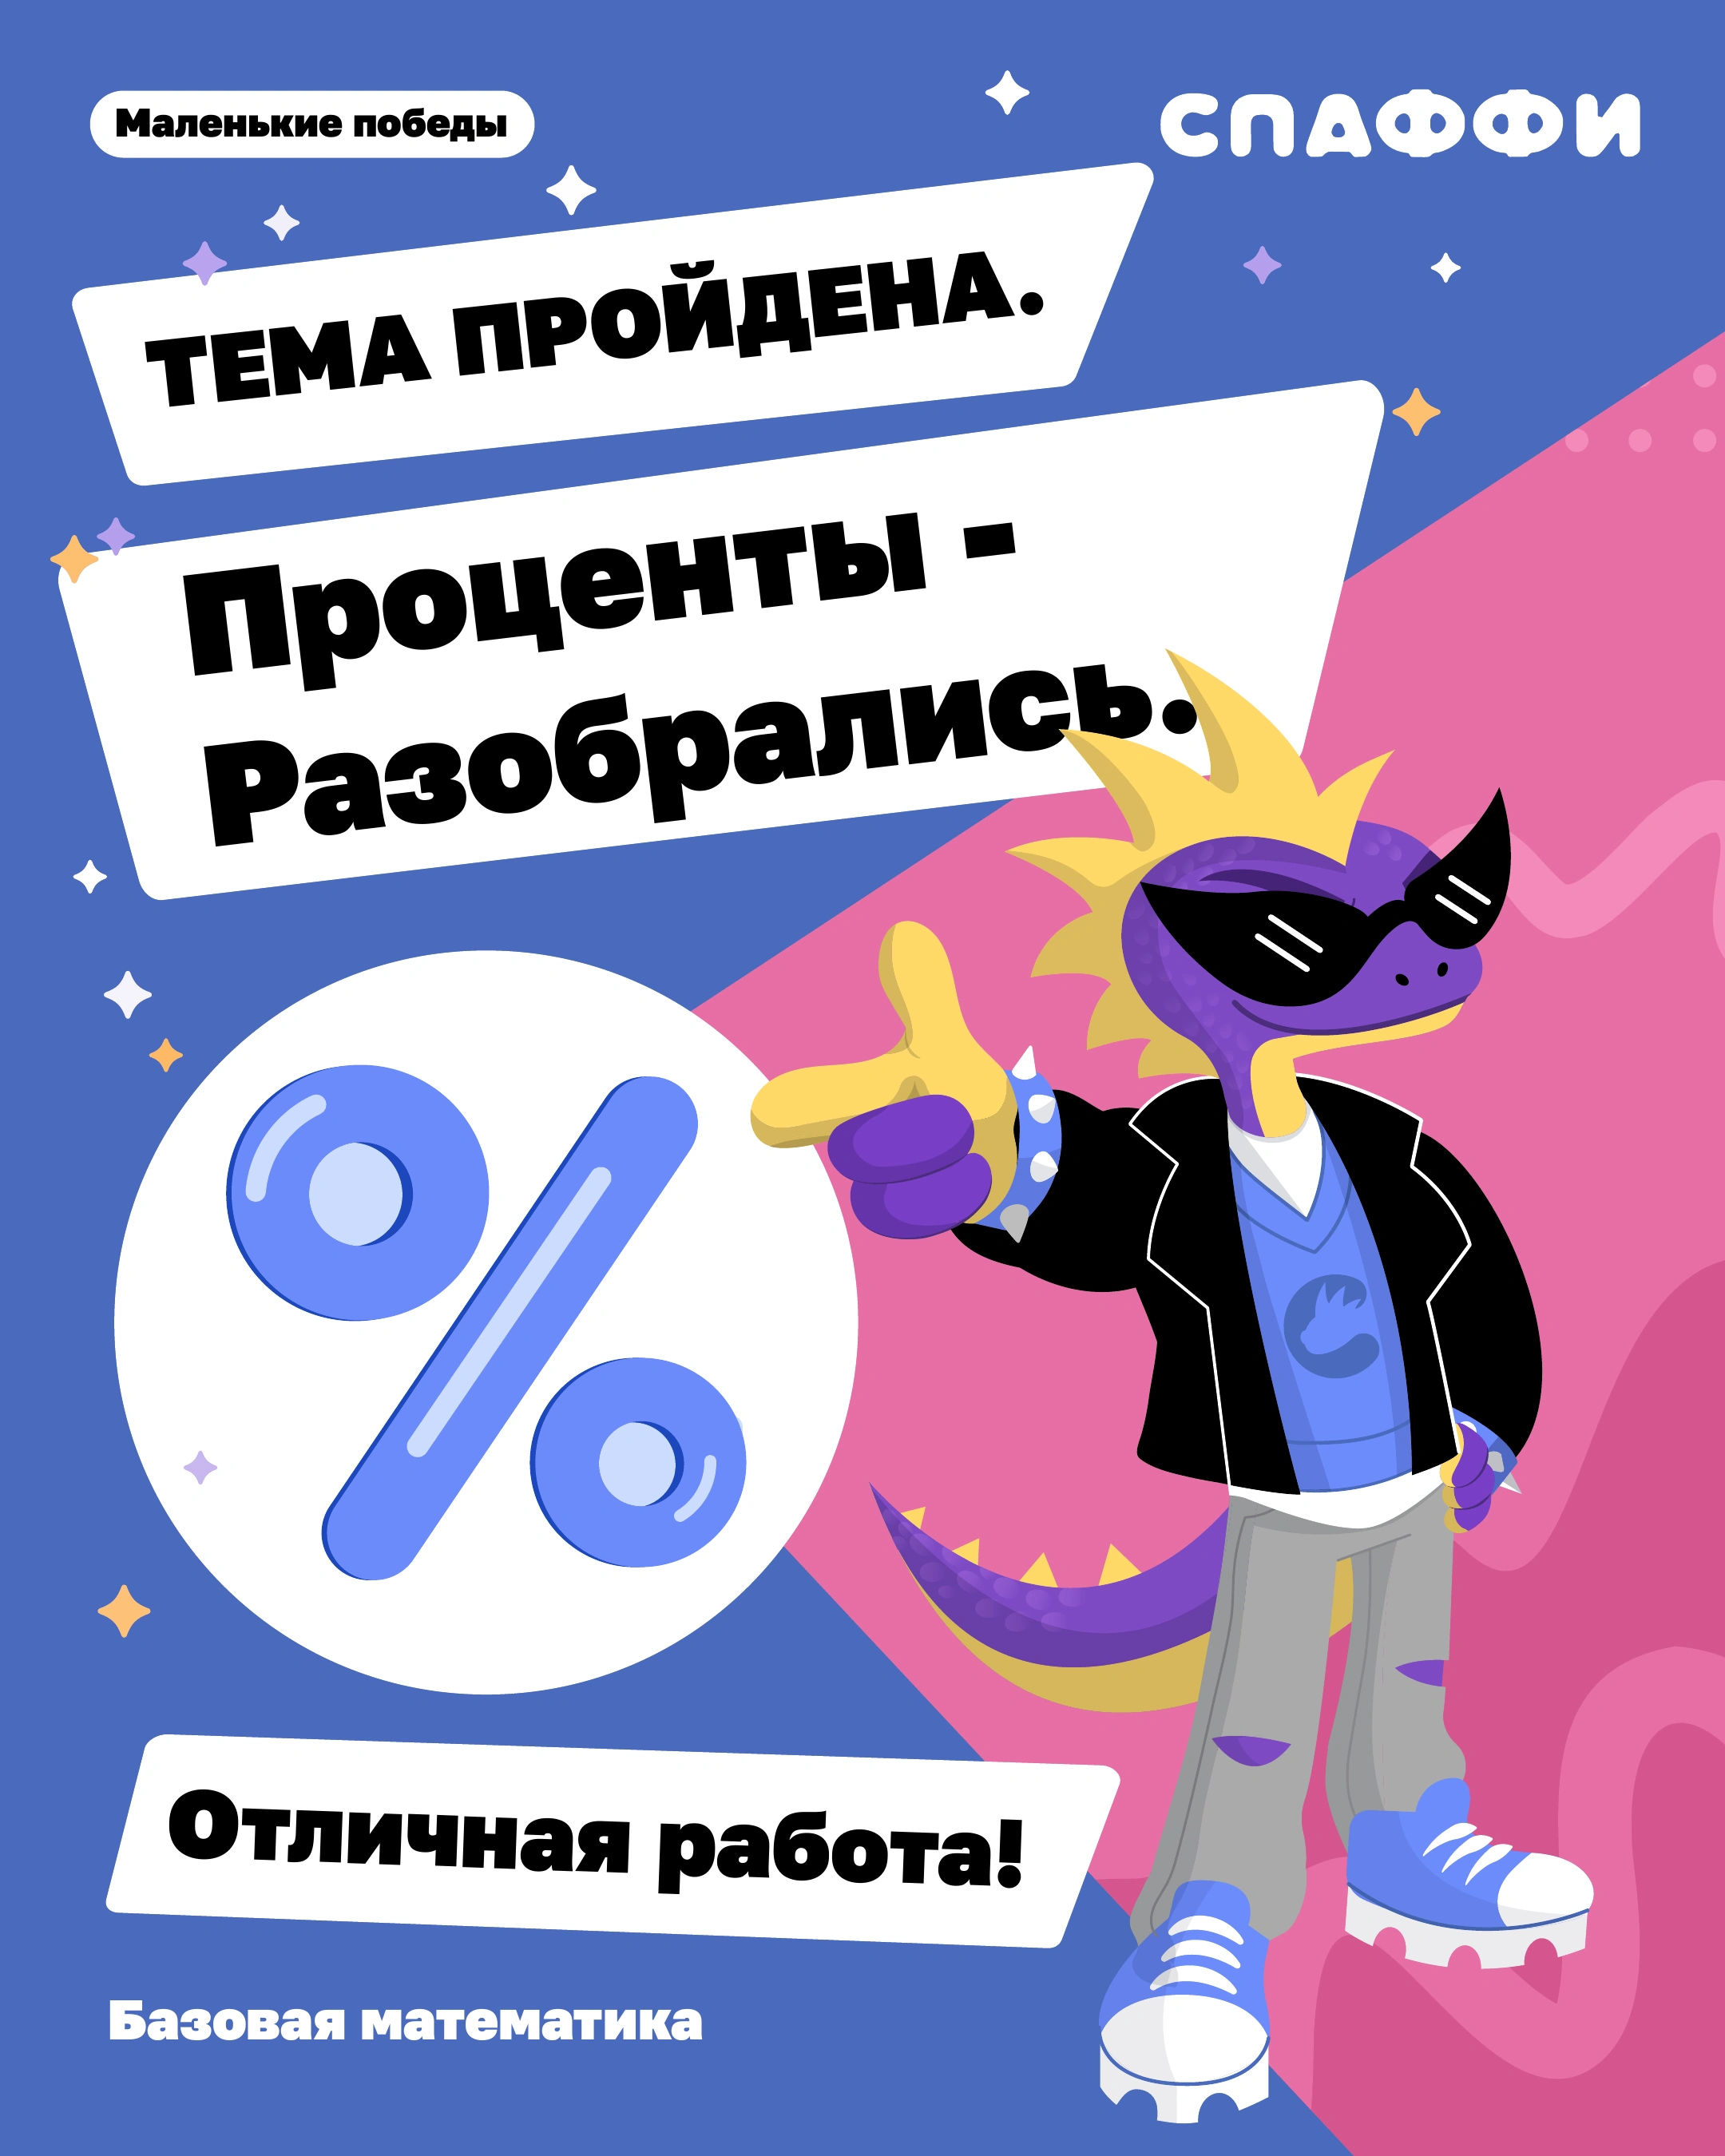 Маленькие победы
СПАФФИ
ТЕМА ПРОЙДЕНА.
Проценты -
Разобрались.
Отличная работа!
Базовая математика